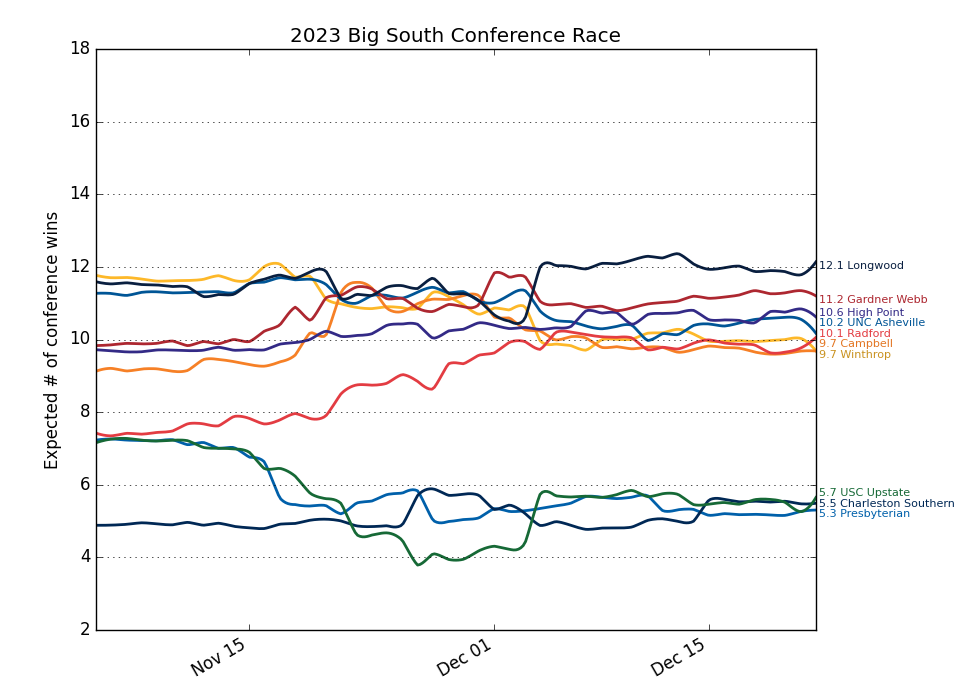 2023 Big South Conference Race
Expected # of conference wins
18
16
14
12
10
8
6
4
2
Nov 15
Dec 01
Dec 15
12.1 Longwood
11.2 Gardner Webb
10.6 High Point
10.2 UNC Asheville
10.1 Radford
9.7 Campbell
9.7 Winthrop
5.7 USC Upstate
5.5 Charleston Southern
5.3 Presbyterian